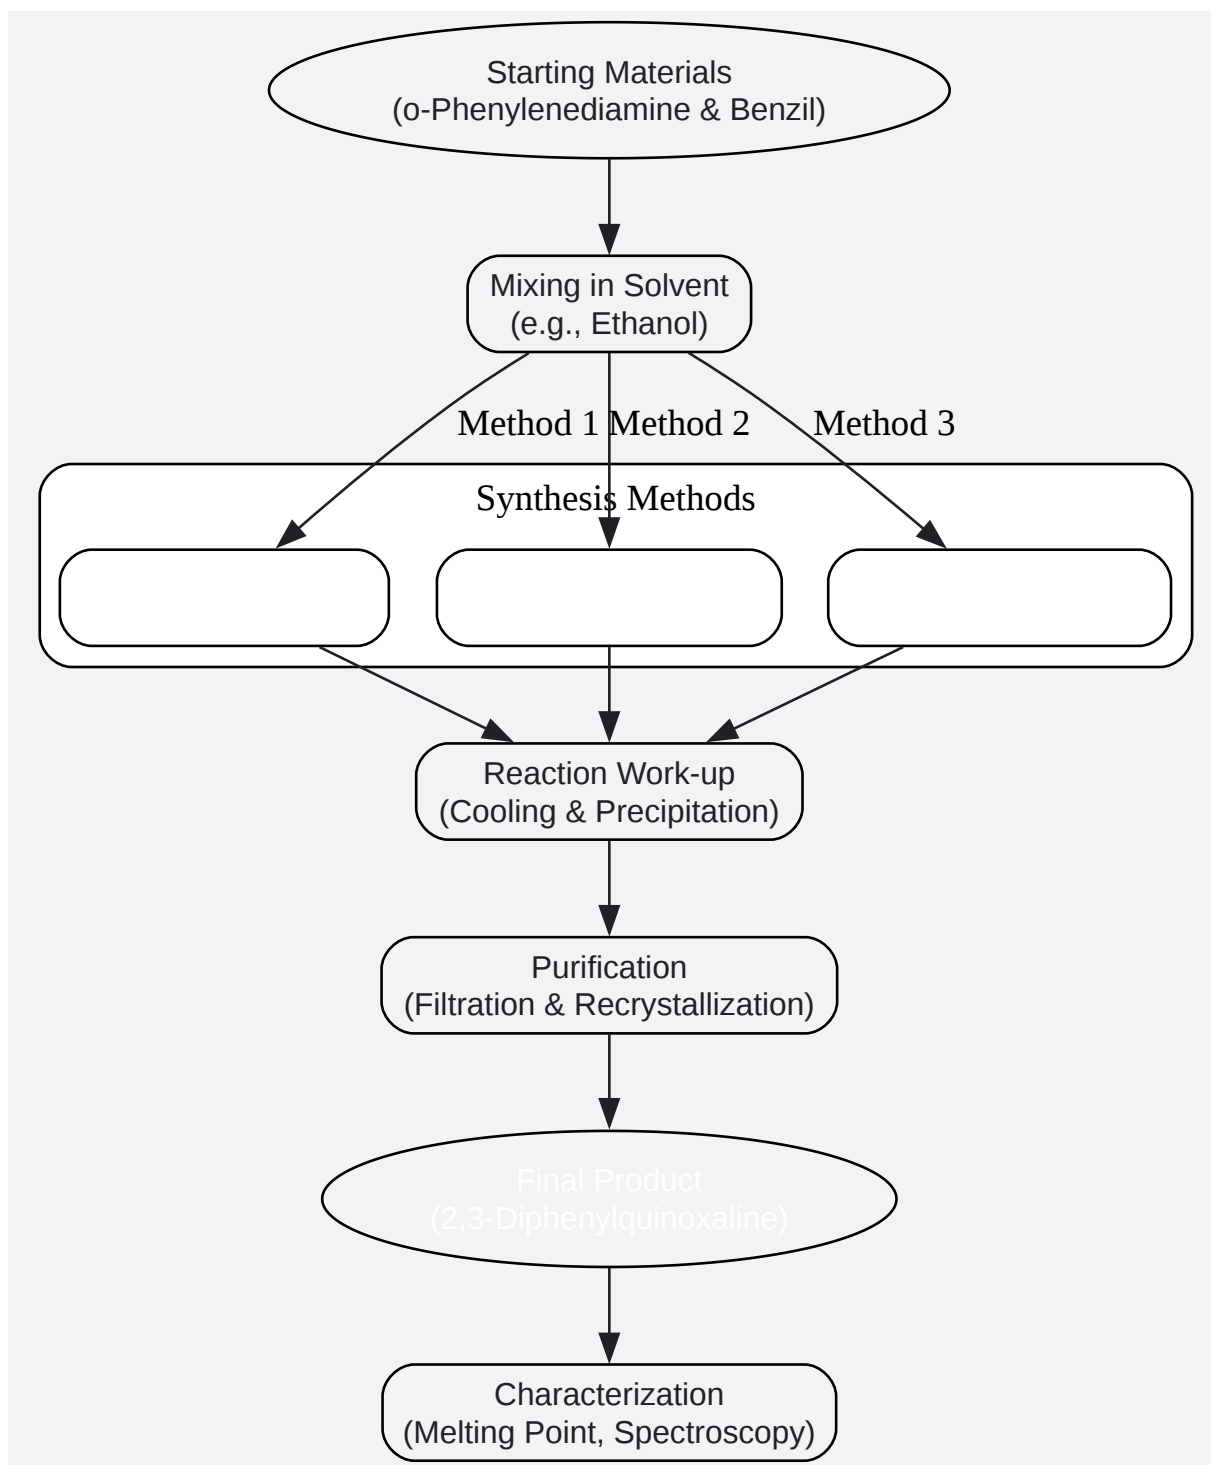 Starting Materials
(o-Phenylenediamine & Benzil)
Mixing in Solvent
(e.g., Ethanol)
Method 1
Method 2
Method 3
Synthesis Methods
Reaction Work-up
(Cooling & Precipitation)
Purification
(Filtration & Recrystallization)
Final Product
(2,3-Diphenylquinoxaline)
Characterization
(Melting Point, Spectroscopy)